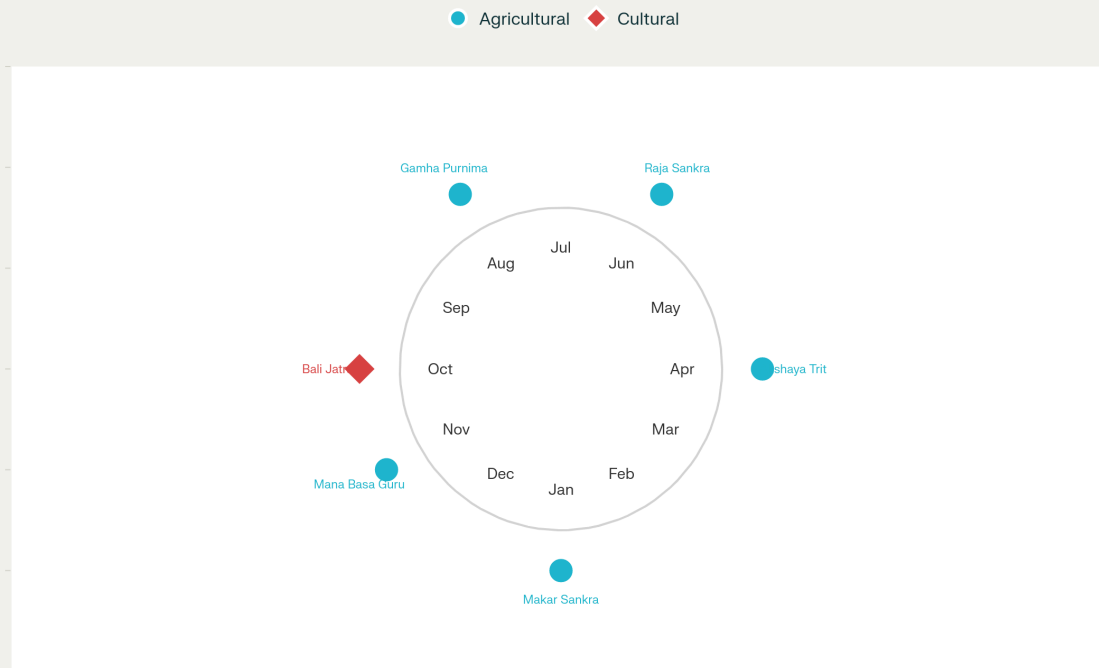 Agricultural Cultural
Gamha Purnima
Raja Sankra
Jul
Aug
Jun
Sep
May
Bali Jatr
Oct
Apr
shaya Trit
Nov
Mar
Dec
Feb
Mana Basa Guru
Jan
Makar Sankra